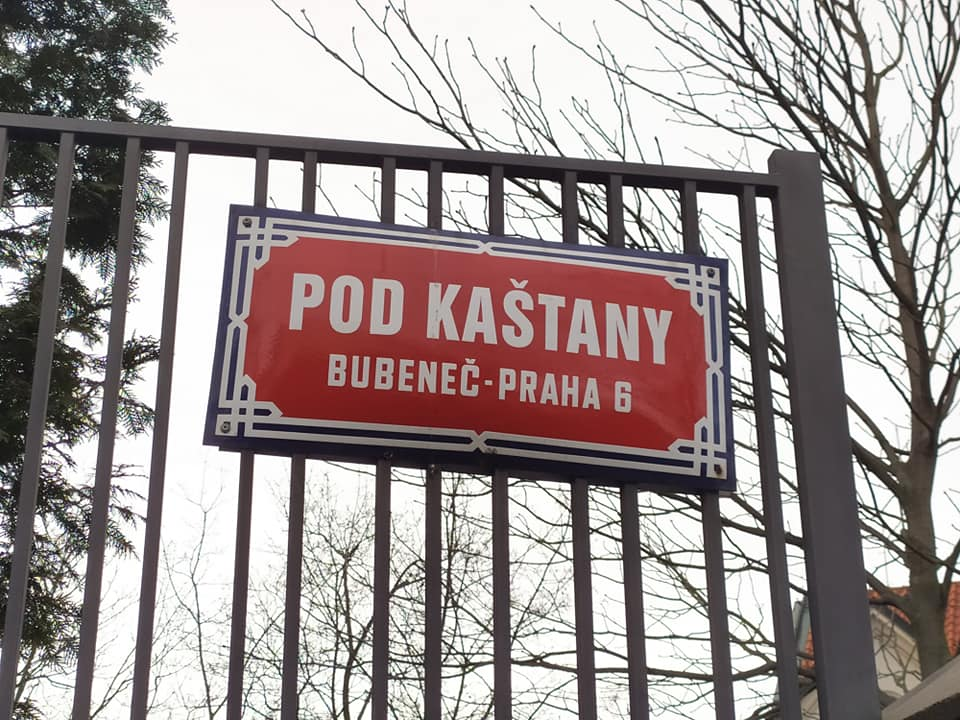 POD KAŠTANY
BUBENEČ-PRAHA 6